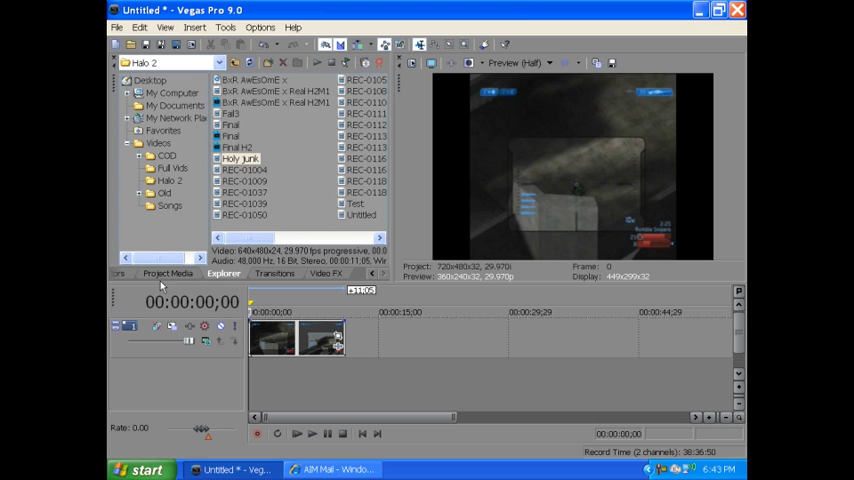 Untitled * - Vegas Pro 9.0
File Edit View Insert Tools Options Help
Halo 2
Preview (Half)
Desktop
My Computer
My Documents
My Network Pla
Favorites
Videos
COD
Full Vids
Halo 2
Old
Songs
BxR AwEsOmE x
BxR AwEsOmE x Real H2M1
BxR AwEsOmE x Real H2M1
Fall3
Final
Final
Final H2
Holy junk
REC-01004
REC-01009
REC-01037
REC-01039
REC-01050
REC-0105
REC-0108
REC-0110
REC-0111
REC-0112
REC-0113
REC-0113
REC-0116
REC-0116
REC-0118
REC-0118
Test
Untitled
Video: 640x480x24, 29.970 fps progressive, 00:0
Audio: 48,000 Hz, 16 Bit, Stereo, 00:00:11;05, Un
ors Project Media Explorer Transitions Video FX
Project: 720x480x32, 29.970i
Frame: 0
Preview: 360x240x32, 29.970p
Display: 449x299x32
00:00:00;00
+11;05
00:00:15;00
00:00:29;29
00:00:44;29
1
Rate: 0.00
00:00:00;00
Record Time (2 channels): 38:36:50
start
Untitled * - Veg...
AIM Mail - Windo...
6:43 PM